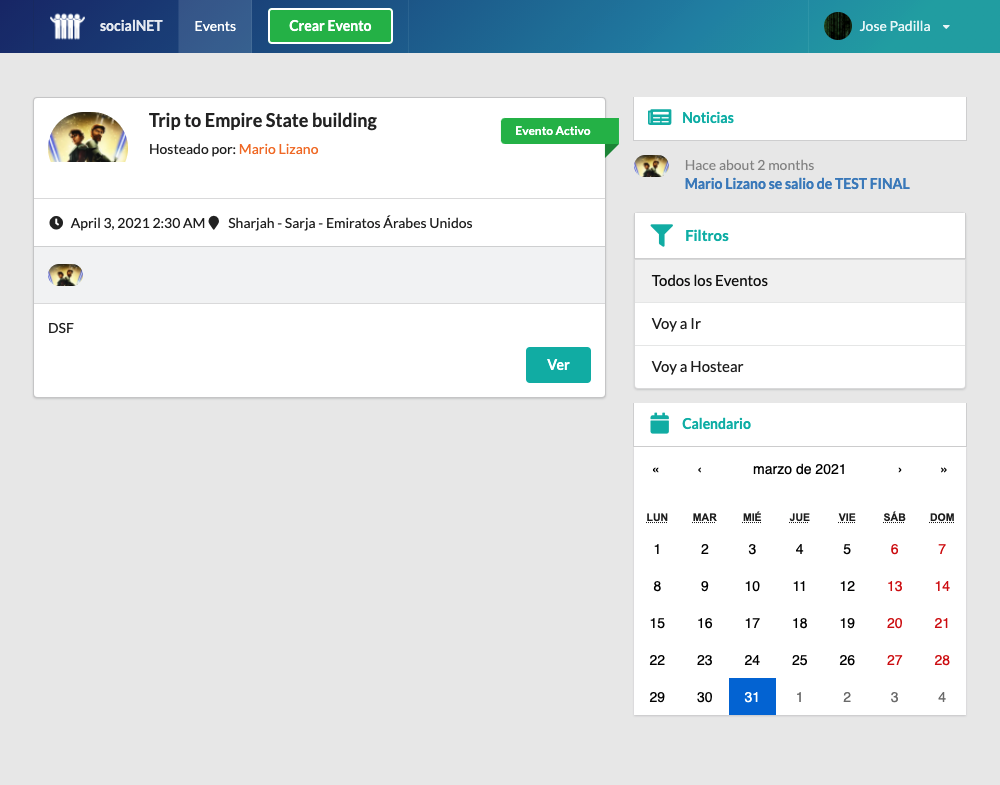 socialNET Events Crear Evento Jose Padilla
Trip to Empire State building
Hosteado por: Mario Lizano
Evento Activo
April 3, 2021 2:30 AM Sharjah - Sarja - Emiratos Árabes Unidos
DSF
Ver
Noticias
Hace about 2 months
Mario Lizano se salio de TEST FINAL
Filtros
Todos los Eventos
Voy a Ir
Voy a Hostear
Calendario
« ‹ marzo de 2021 › »
LUN MAR MIÉ JUE VIE SÁB DOM
1 2 3 4 5 6 7
8 9 10 11 12 13 14
15 16 17 18 19 20 21
22 23 24 25 26 27 28
29 30 31 1 2 3 4